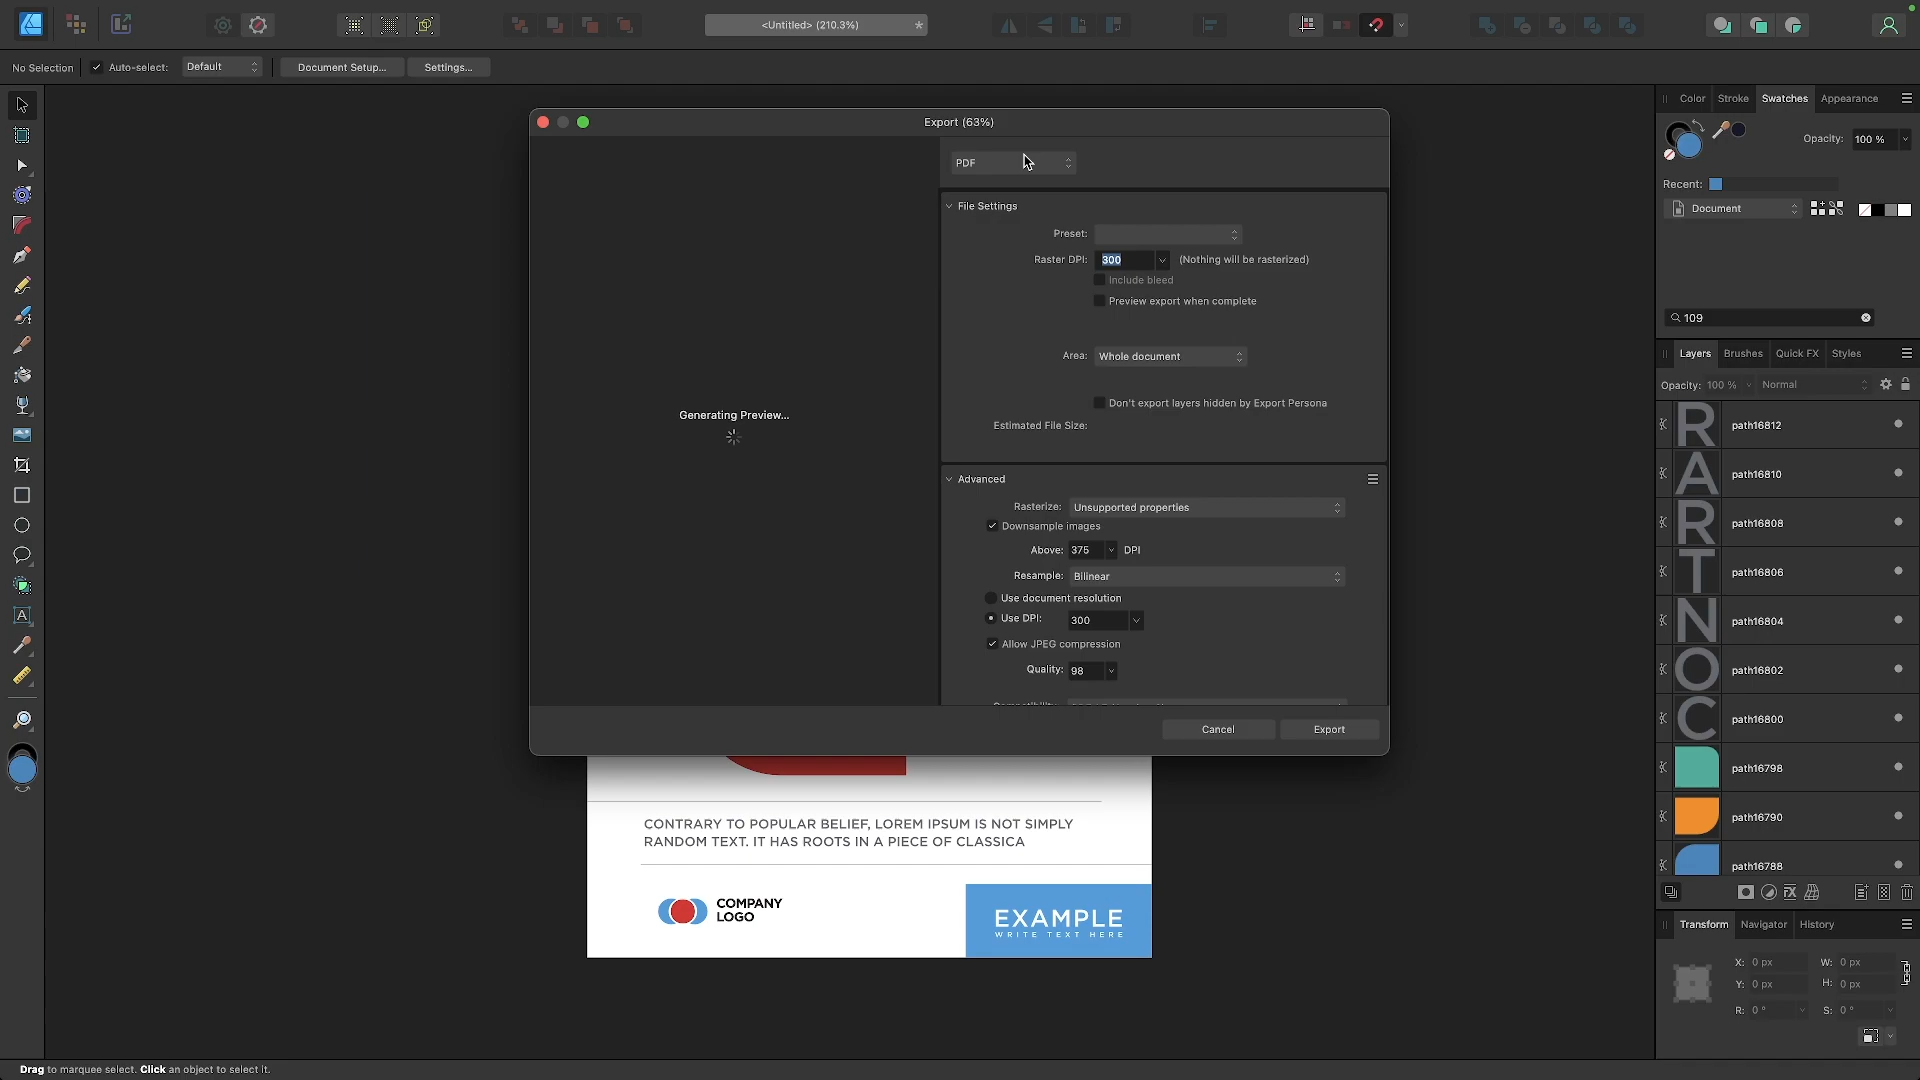 <Untitled> (210.3%)
*
No Selection
Auto-select:
Default
Document Setup...
Settings...
Export (63%)
PDF
File Settings
Preset:
Raster DPI:
300
(Nothing will be rasterized)
Include bleed
Preview export when complete
Area:
Whole document
Don't export layers hidden by Export Persona
Estimated File Size:
Generating Preview...
Advanced
Rasterize:
Unsupported properties
Downsample images
Above:
375
DPI
Resample:
Bilinear
Use document resolution
Use DPI:
300
Allow JPEG compression
Quality:
98
Cancel
Export
CONTRARY TO POPULAR BELIEF, LOREM IPSUM IS NOT SIMPLY
RANDOM TEXT. IT HAS ROOTS IN A PIECE OF CLASSICA
COMPANY
LOGO
EXAMPLE
WRITE TEXT HERE
Color
Stroke
Swatches
Appearance
Opacity:
100 %
Recent:
Document
109
Layers
Brushes
Quick FX
Styles
Opacity:
100 %
Normal
R
path16812
A
path16810
R
path16808
T
path16806
N
path16804
O
path16802
C
path16800
path16798
path16790
path16788
Transform
Navigator
History
X: 0 px
W: 0 px
Y: 0 px
H: 0 px
R: 0 °
S: 0 °
Drag to marquee select. Click an object to select it.